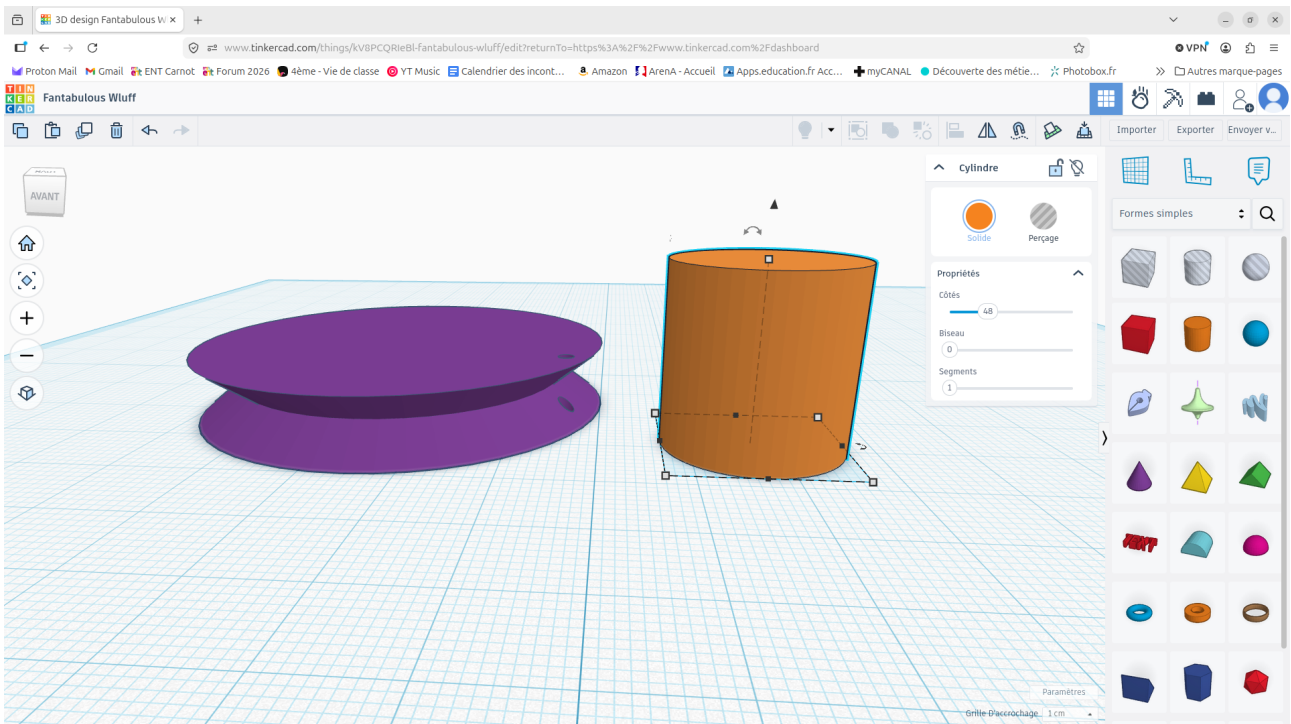 3D design Fantabulous W
www.tinkercad.com/things/kV8PCQRIeBl-fantabulous-wluff/edit?returnTo=https%3A%2F%2Fwww.tinkercad.com%2Fdashboard
VPN
Proton Mail Gmail ENT Carnot Forum 2026 4ème - Vie de classe YT Music Calendrier des incont... Amazon ArenA - Accueil Apps.education.fr Acc... myCANAL Découverte des métie... Photobox.fr Autres marque-pages
TIN
KER
CAD
Fantabulous Wluff
Importer Exporter Envoyer v...
AVANT
Cylindre
Solide Perçage
Propriétés
Côtés
48
Biseau
0
Segments
1
Formes simples
TEXT
Paramètres
Grille D'accrochage 1 cm